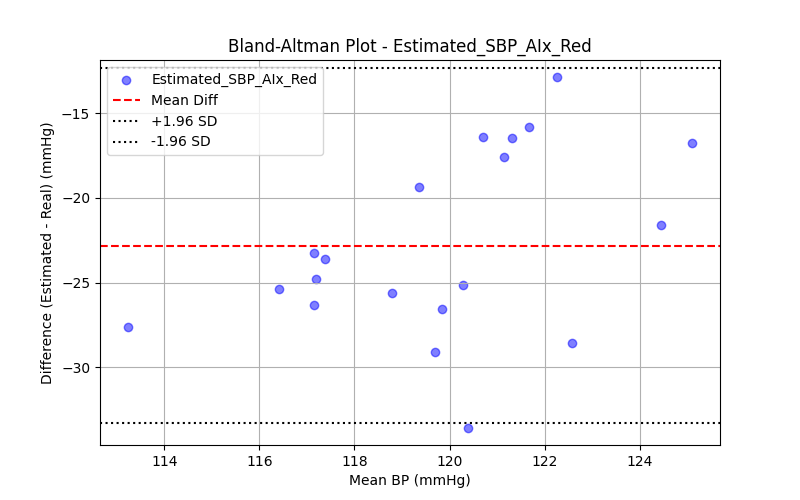 Bland-Altman Plot - Estimated_SBP_AIx_Red
Estimated_SBP_AIx_Red
Mean Diff
+1.96 SD
-1.96 SD
Difference (Estimated - Real) (mmHg)
−15
−20
−25
−30
114 116 118 120 122 124
Mean BP (mmHg)